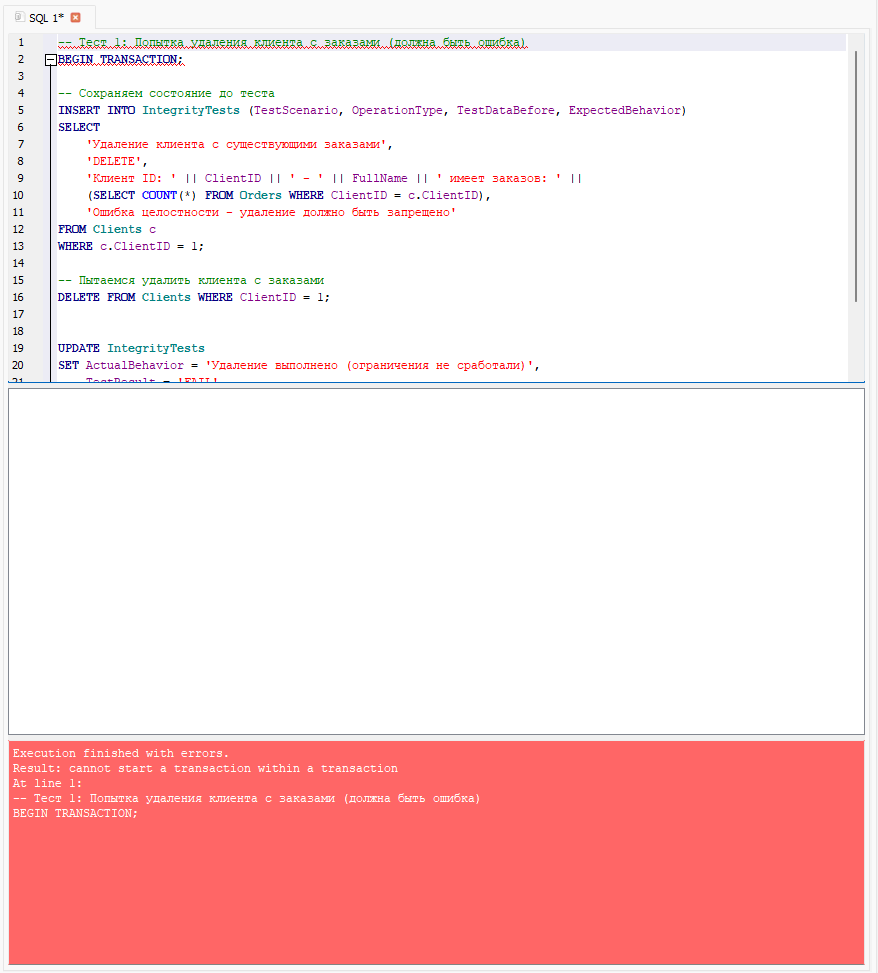 SQL 1*
1 -- Тест 1: Попытка удаления клиента с заказами (должна быть ошибка)
2 BEGIN TRANSACTION;
3
4 -- Сохраняем состояние до теста
5 INSERT INTO IntegrityTests (TestScenario, OperationType, TestDataBefore, ExpectedBehavior)
6 SELECT
7 'Удаление клиента с существующими заказами',
8 'DELETE',
9 'Клиент ID: ' || ClientID || ' - ' || FullName || ' имеет заказов: ' ||
10 (SELECT COUNT(*) FROM Orders WHERE ClientID = c.ClientID),
11 'Ошибка целостности - удаление должно быть запрещено'
12 FROM Clients c
13 WHERE c.ClientID = 1;
14
15 -- Пытаемся удалить клиента с заказами
16 DELETE FROM Clients WHERE ClientID = 1;
17
18
19 UPDATE IntegrityTests
20 SET ActualBehavior = 'Удаление выполнено (ограничения не сработали)',
21 TestResult = 'FAIL'
Execution finished with errors.
Result: cannot start a transaction within a transaction
At line 1:
-- Тест 1: Попытка удаления клиента с заказами (должна быть ошибка)
BEGIN TRANSACTION;